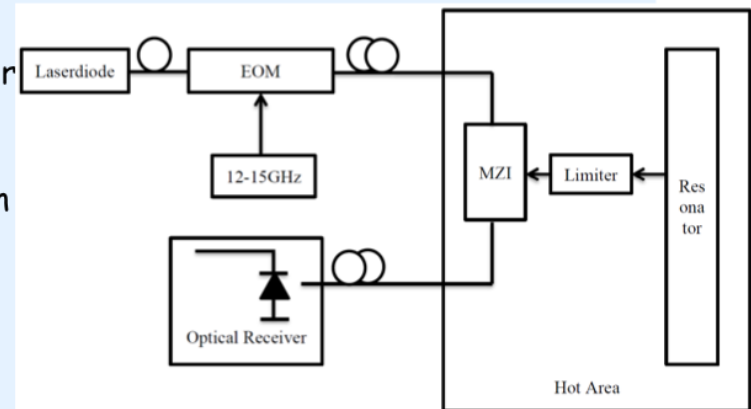 r
Laserdiode
EOM
12-15GHz
MZI
Limiter
Res
ona
tor
n
Optical Receiver
Hot Area